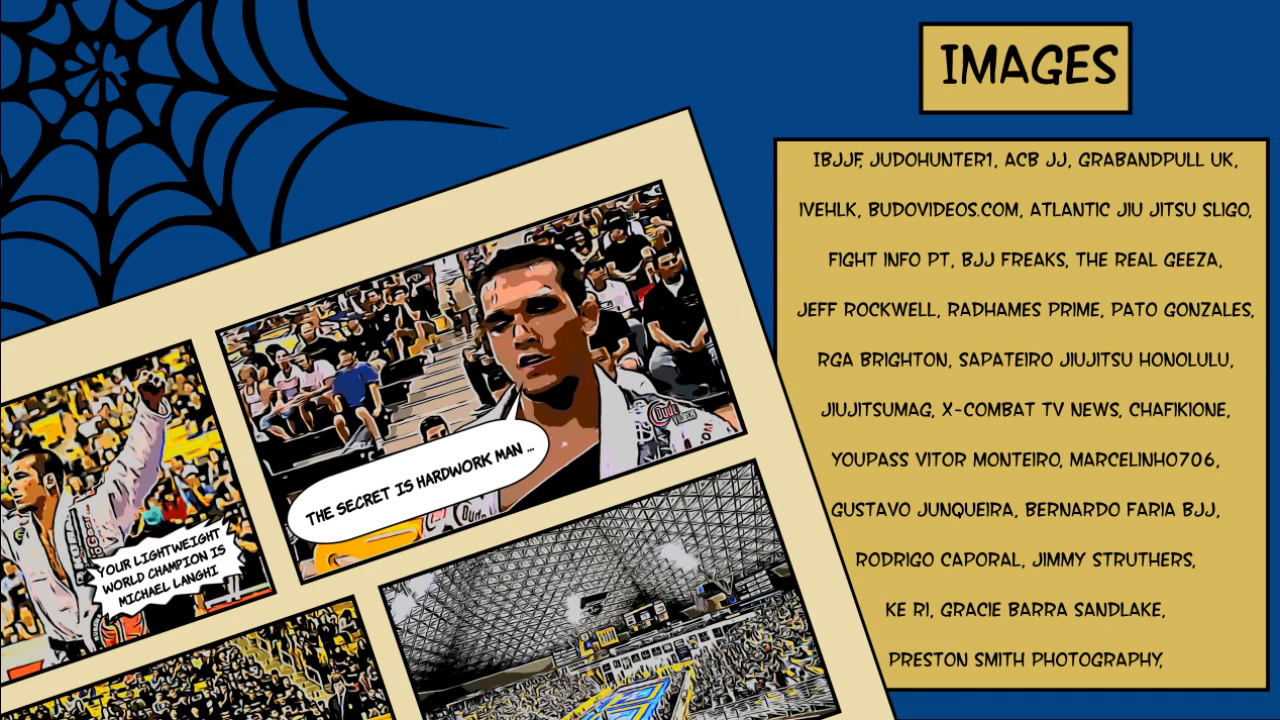 IMAGES
IBJJF, JUDOHUNTER1, ACB JJ, GRABANDPULL UK,
IVEHLK, BUDOVIDEOS.COM, ATLANTIC JIU JITSU SLIGO,
FIGHT INFO PT, BJJ FREAKS, THE REAL GEEZA,
JEFF ROCKWELL, RADHAMES PRIME, PATO GONZALES,
RGA BRIGHTON, SAPATEIRO JIUJITSU HONOLULU,
JIUJITSUMAG, X-COMBAT TV NEWS, CHAFIKIONE,
YOUPASS VITOR MONTEIRO, MARCELINHO706,
GUSTAVO JUNQUEIRA, BERNARDO FARIA BJJ,
RODRIGO CAPORAL, JIMMY STRUTHERS,
KE RI, GRACIE BARRA SANDLAKE,
PRESTON SMITH PHOTOGRAPHY,
THE SECRET IS HARDWORK MAN ...
YOUR LIGHTWEIGHT
WORLD CHAMPION IS
MICHAEL LANGHI